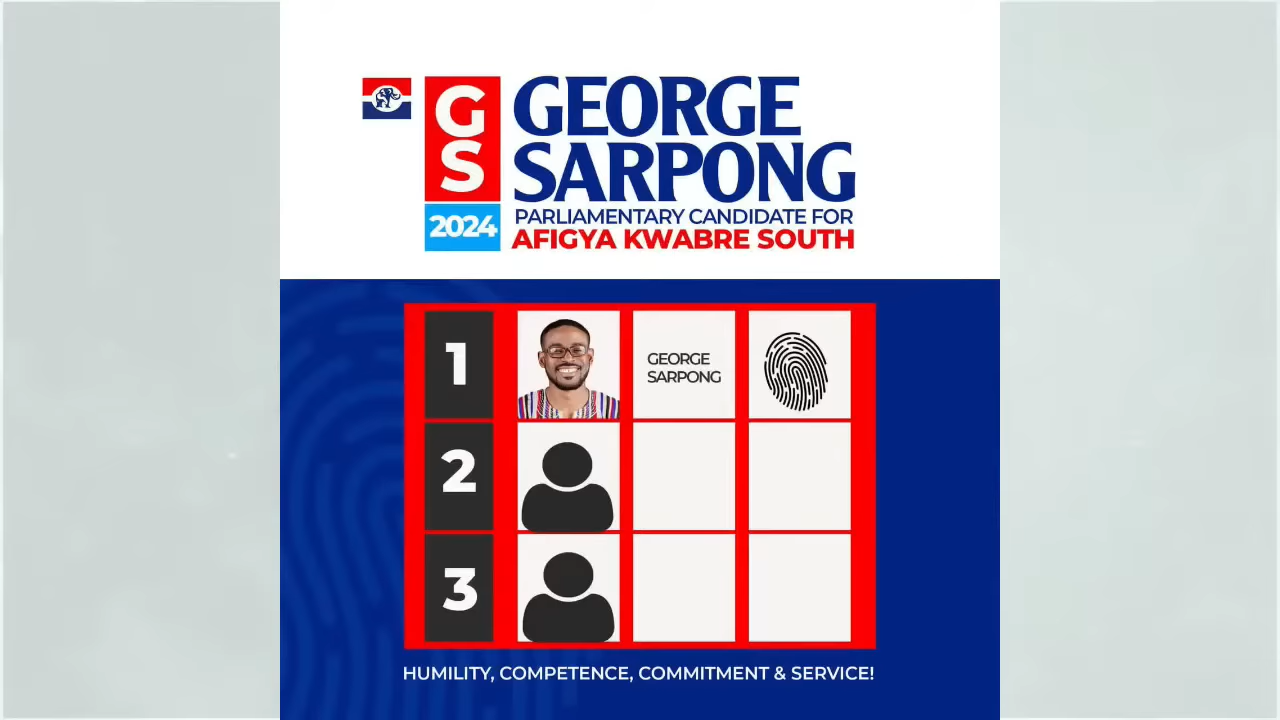 GS
2024
GEORGE
SARPONG
PARLIAMENTARY CANDIDATE FOR
AFIGYA KWABRE SOUTH
1
GEORGE
SARPONG
2
3
HUMILITY, COMPETENCE, COMMITMENT & SERVICE!